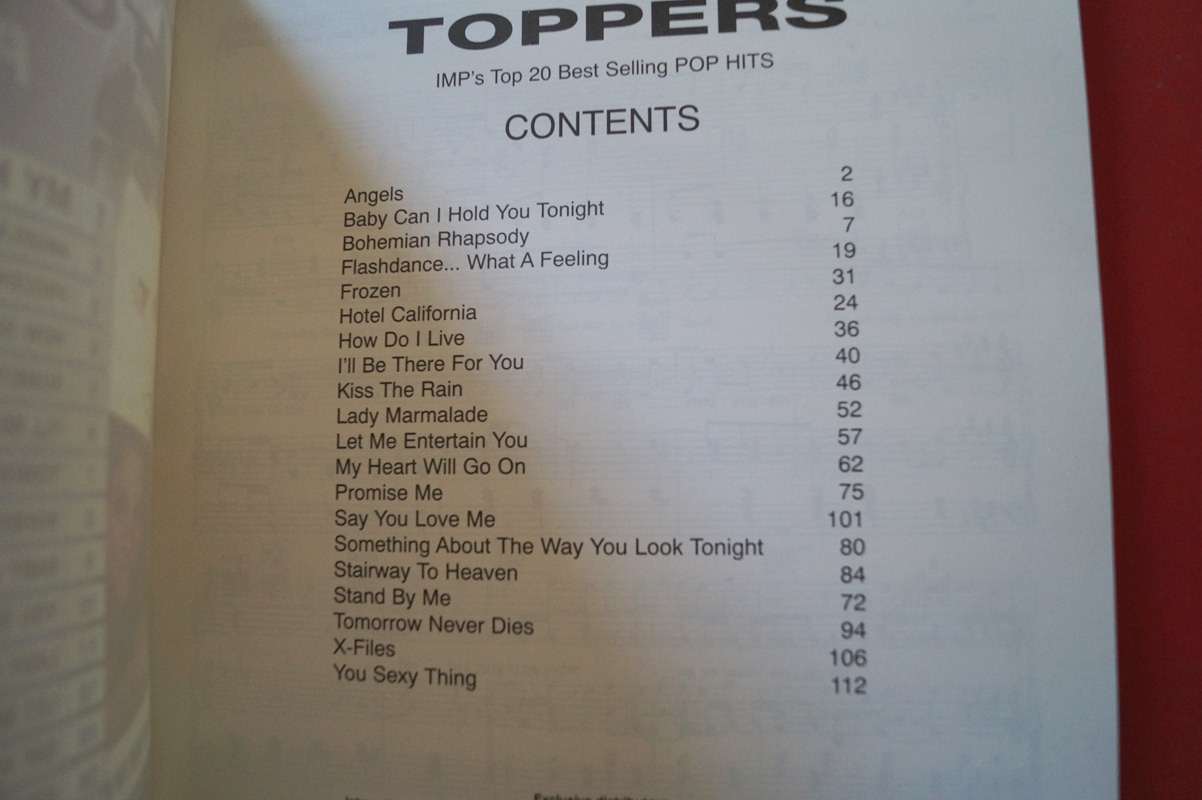 TOPPERS
IMP's Top 20 Best Selling POP HITS
CONTENTS
Angels 2
Baby Can I Hold You Tonight 16
Bohemian Rhapsody 7
Flashdance... What A Feeling 19
Frozen 31
Hotel California 24
How Do I Live 36
I'll Be There For You 40
Kiss The Rain 46
Lady Marmalade 52
Let Me Entertain You 57
My Heart Will Go On 62
Promise Me 75
Say You Love Me 101
Something About The Way You Look Tonight 80
Stairway To Heaven 84
Stand By Me 72
Tomorrow Never Dies 94
X-Files 106
You Sexy Thing 112